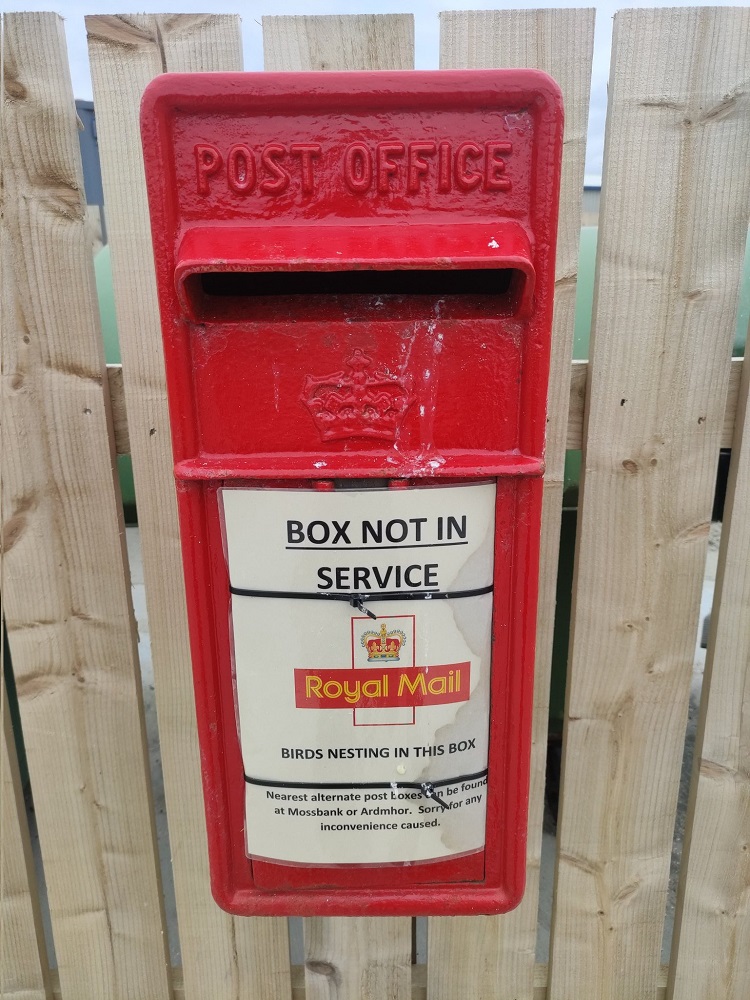 POST OFFICE
BOX NOT IN
SERVICE
Royal Mail
BIRDS NESTING IN THIS BOX
Nearest alternate post boxes can be found
at Mossbank or Ardmhor. Sorry for any
inconvenience caused.